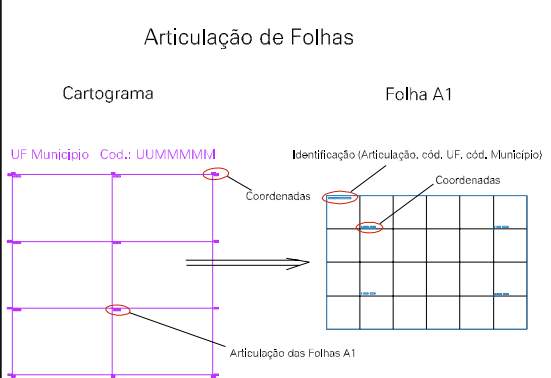 Articulação de Folhas
Cartograma
Folha A1
UF Município Cod.: UUMMMMM
Identificação (Articulação, cód. UF, cód. Município)
Coordenadas
Coordenadas
Articulação das Folhas A1